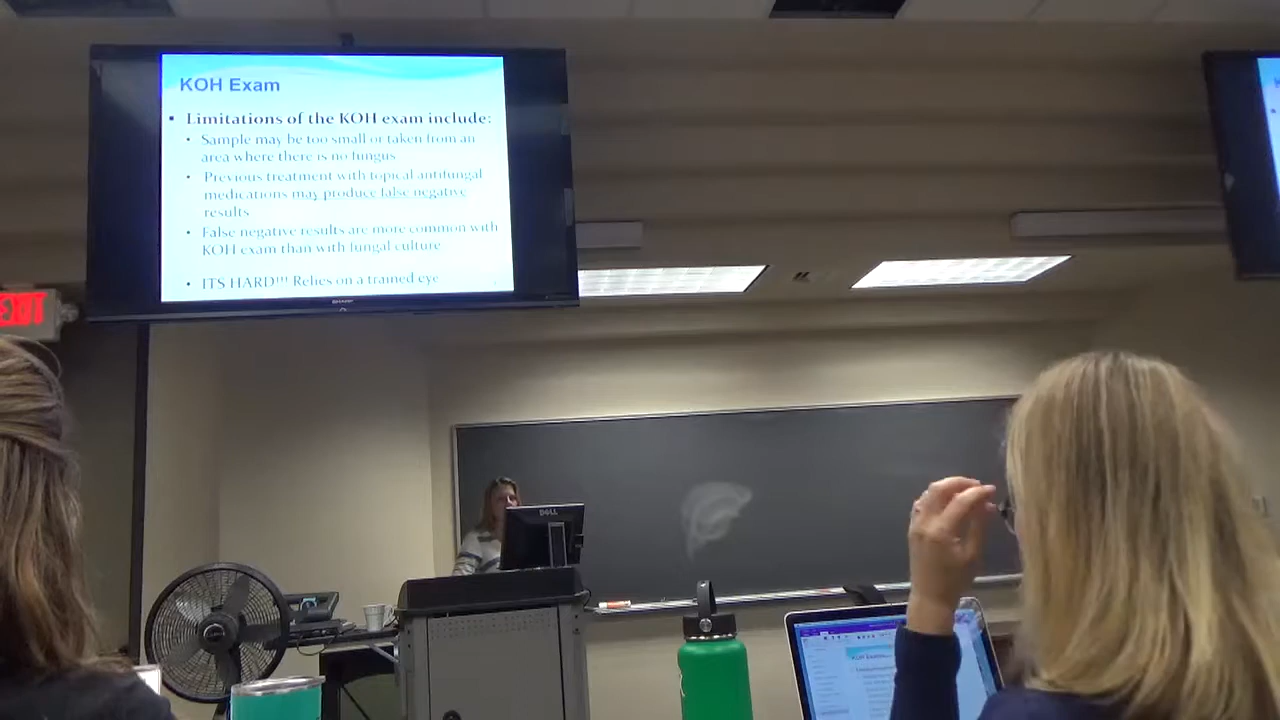 KOH Exam
▪ Limitations of the KOH exam include:
• Sample may be too small or taken from an
area where there is no fungus
• Previous treatment with topical antifungal
medications may produce false negative
results
• False negative results are more common with
KOH exam than with fungal culture
• ITS HARD!!! Relies on a trained eye
SHARP
EXIT
DELL